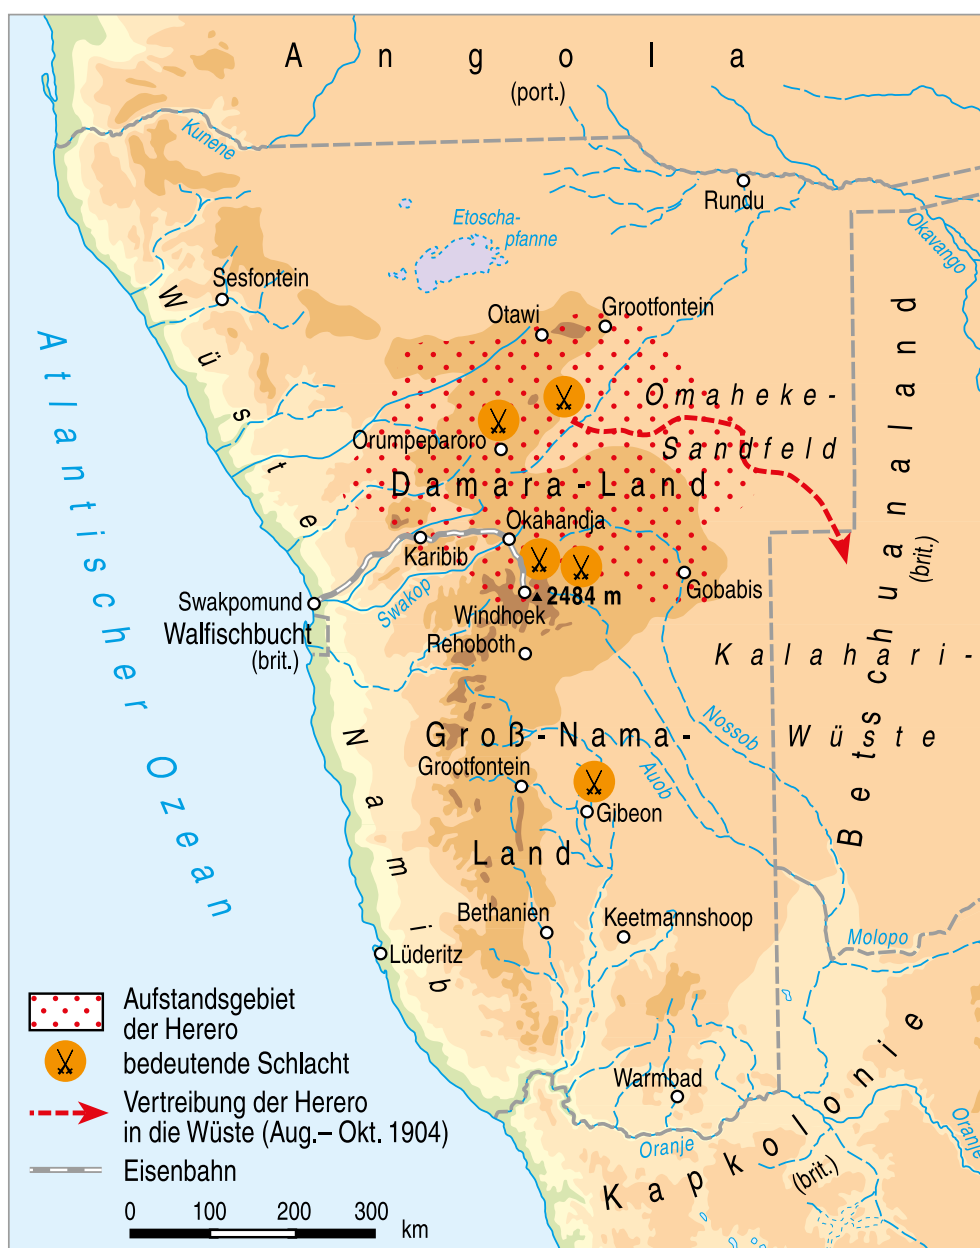 Angola
(port.)
Kunene
Rundu
Okavango
Etoscha-
pfanne
Sesfontein
Otawi
Grootfontein
Wüste Namib
Atlantischer Ozean
Omaheke-
Sandfeld
Orumpeparoro
Damara-Land
Okahandja
Karibib
Swakop
Swakpomund
Walfischbucht
(brit.)
2484 m
Windhoek
Gobabis
Rehoboth
Betschuanaland
(brit.)
Kalahari-
Wüste
Nossob
Auob
Groß-Nama-
Land
Grootfontein
Gibeon
Bethanien
Keetmannshoop
Lüderitz
Molopo
Warmbad
Oranje
Oranje
Kapkolonie
(brit.)
Aufstandsgebiet
der Herero
bedeutende Schlacht
Vertreibung der Herero
in die Wüste (Aug.– Okt. 1904)
Eisenbahn
0 100 200 300
km